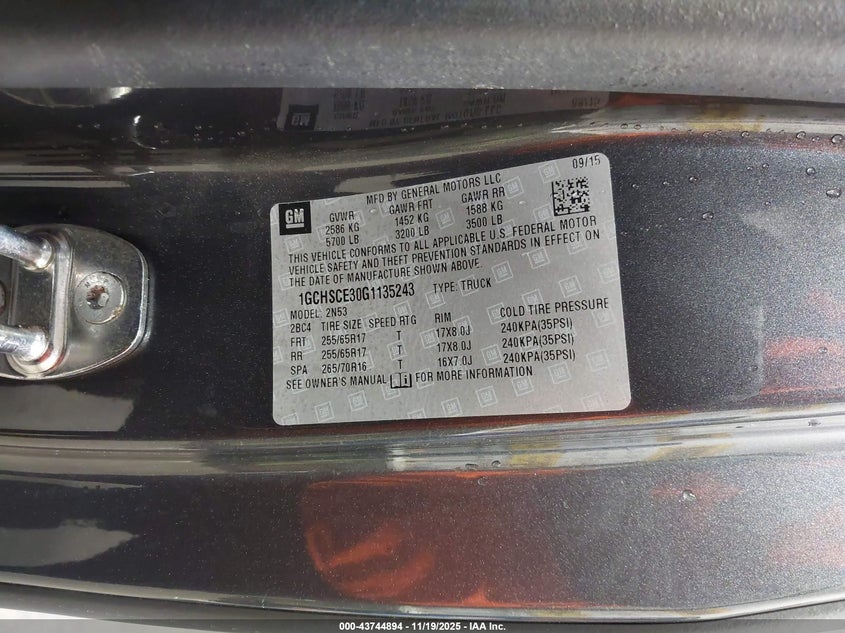 09/15
MFD BY GENERAL MOTORS LLC
GM
GVWR GAWR FRT GAWR RR
2586 KG 1452 KG 1588 KG
5700 LB 3200 LB 3500 LB
THIS VEHICLE CONFORMS TO ALL APPLICABLE U.S. FEDERAL MOTOR
VEHICLE SAFETY AND THEFT PREVENTION STANDARDS IN EFFECT ON
THE DATE OF MANUFACTURE SHOWN ABOVE.
1GCHSCE30G1135243 TYPE: TRUCK
MODEL: 2N53
2BC4 TIRE SIZE SPEED RTG RIM COLD TIRE PRESSURE
FRT 255/65R17 T 17X8.0J 240KPA(35PSI)
RR 255/65R17 T 17X8.0J 240KPA(35PSI)
SPA 265/70R16 T 16X7.0J 240KPA(35PSI)
SEE OWNER'S MANUAL FOR MORE INFORMATION
000-43744894 - 11/19/2025 - IAA Inc.